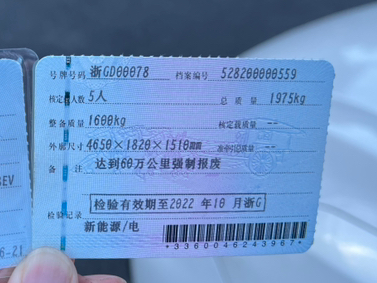 号牌号码 浙GD00078 档案编号 528200000559
核定载人数 5人 总质量 1975kg
整备质量 1600kg 核定载质量 --
外廓尺寸 4650×1820×1510mm 准牵引总质量 --
备注 达到60万公里强制报废
检验有效期至2022 年10 月浙G
检验记录
新能源/电
*3360046243967*
BEV
6-21